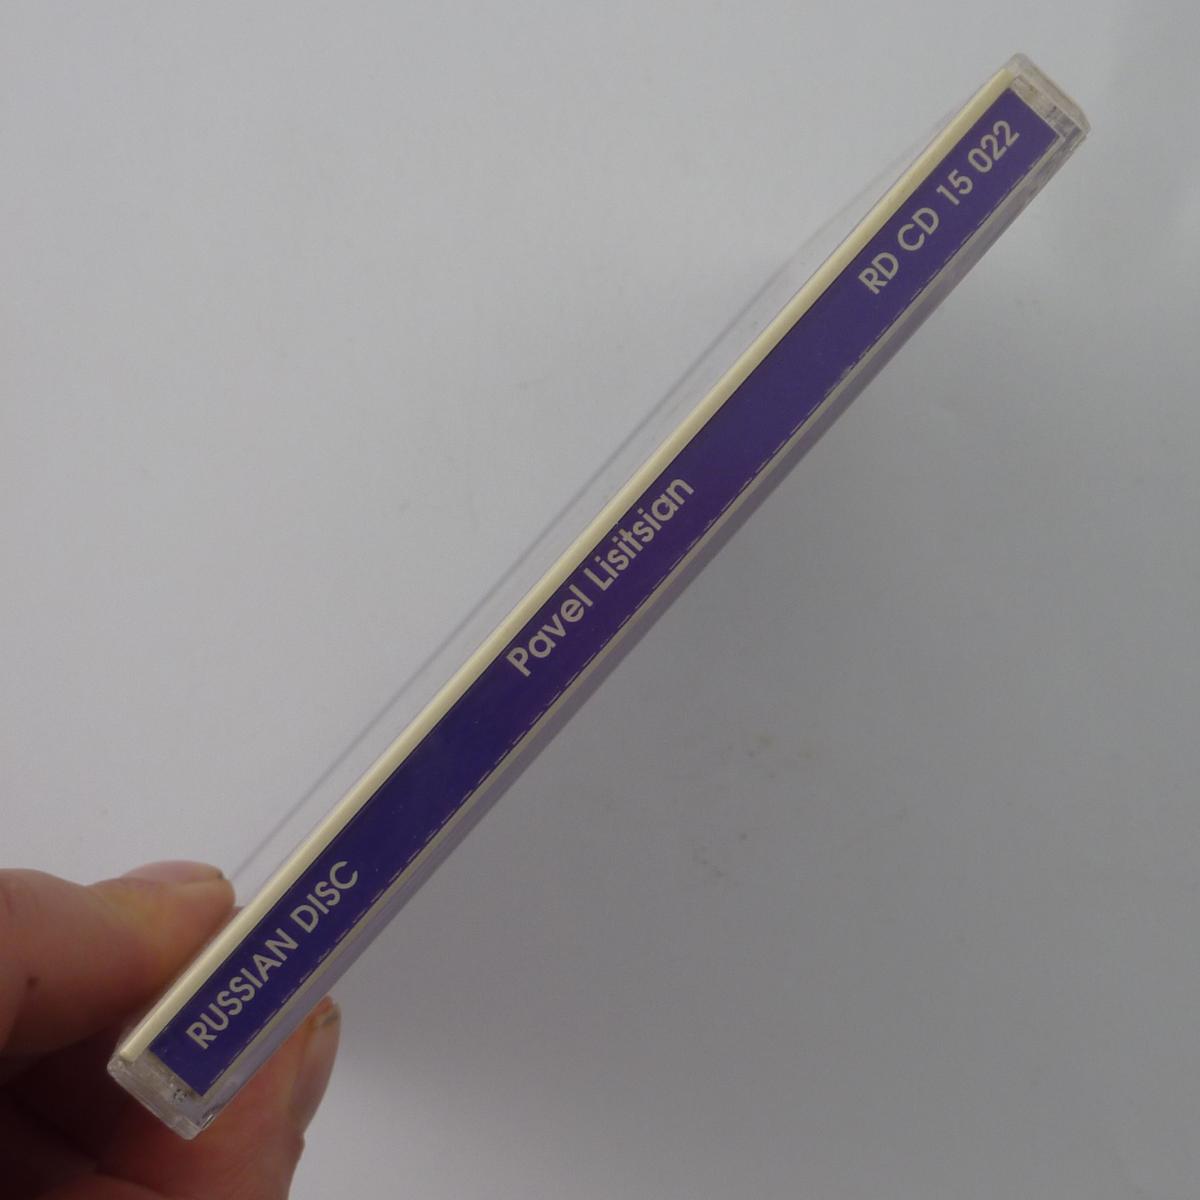 RUSSIAN DISC
Pavel Lisitsian
RD CD 15 022